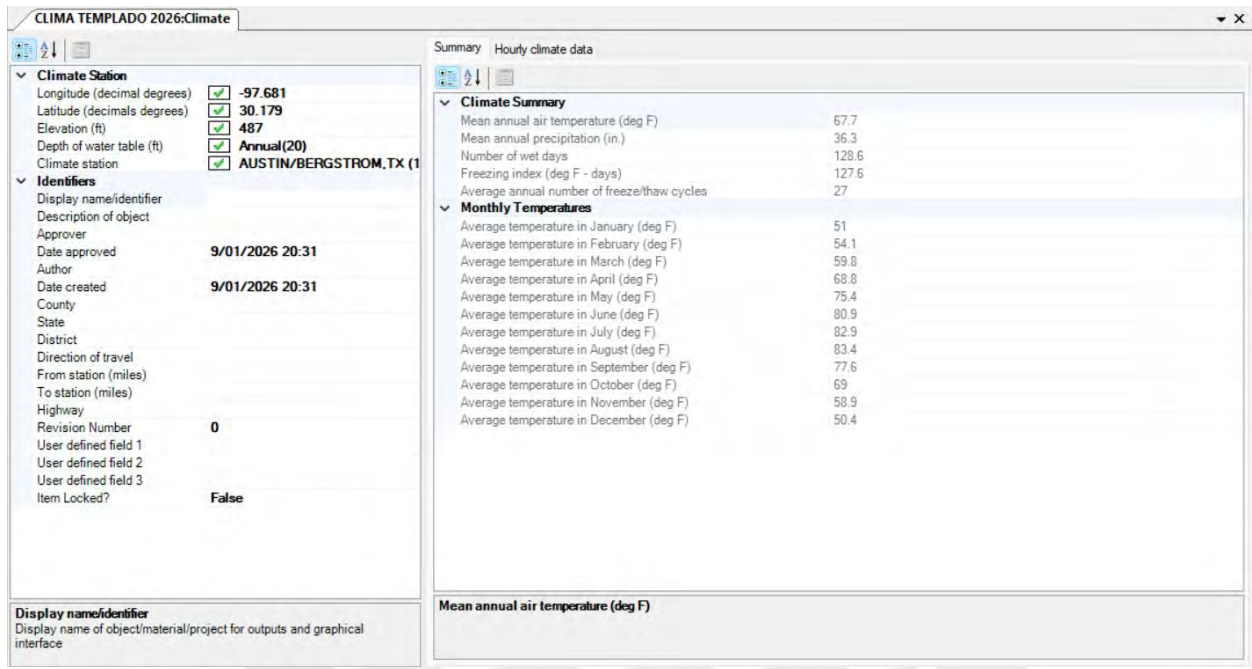 CLIMA TEMPLADO 2026:Climate
Climate Station
Longitude (decimal degrees) -97.681
Latitude (decimals degrees) 30.179
Elevation (ft) 487
Depth of water table (ft) Annual(20)
Climate station AUSTIN/BERGSTROM,TX (1
Identifiers
Display name/identifier
Description of object
Approver
Date approved 9/01/2026 20:31
Author
Date created 9/01/2026 20:31
County
State
District
Direction of travel
From station (miles)
To station (miles)
Highway
Revision Number 0
User defined field 1
User defined field 2
User defined field 3
Item Locked? False
Display name/identifier
Display name of object/material/project for outputs and graphical
interface
Summary Hourly climate data
Climate Summary
Mean annual air temperature (deg F) 67.7
Mean annual precipitation (in.) 36.3
Number of wet days 128.6
Freezing index (deg F - days) 127.6
Average annual number of freeze/thaw cycles 27
Monthly Temperatures
Average temperature in January (deg F) 51
Average temperature in February (deg F) 54.1
Average temperature in March (deg F) 59.8
Average temperature in April (deg F) 68.8
Average temperature in May (deg F) 75.4
Average temperature in June (deg F) 80.9
Average temperature in July (deg F) 82.9
Average temperature in August (deg F) 83.4
Average temperature in September (deg F) 77.6
Average temperature in October (deg F) 69
Average temperature in November (deg F) 58.9
Average temperature in December (deg F) 50.4
Mean annual air temperature (deg F)